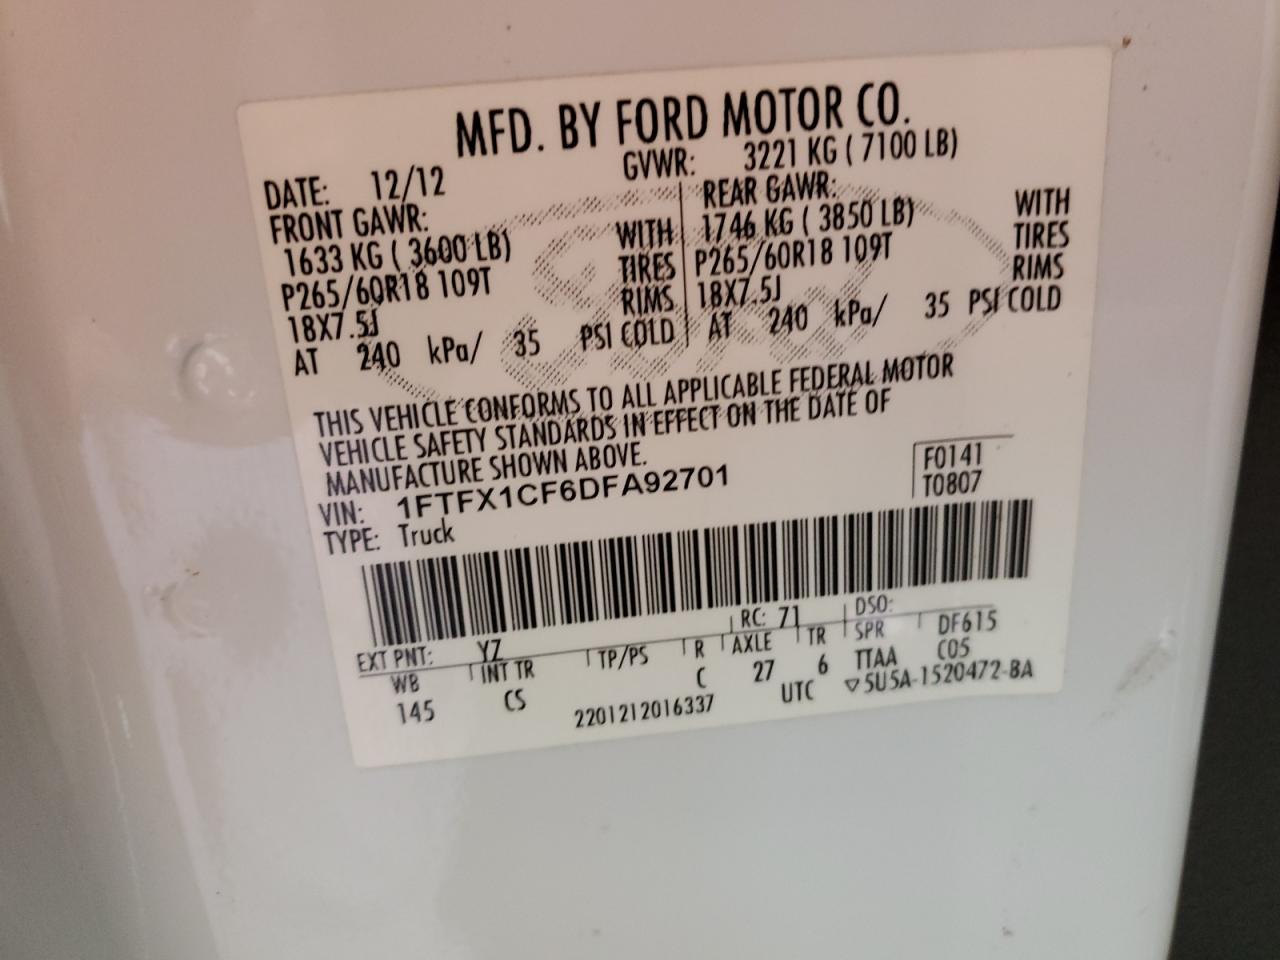 MFD. BY FORD MOTOR CO.
DATE: 12/12 GVWR: 3221 KG ( 7100 LB)
FRONT GAWR: REAR GAWR:
1633 KG ( 3600 LB) WITH 1746 KG ( 3850 LB) WITH
P265/60R18 109T TIRES P265/60R18 109T TIRES
18X7.5J RIMS 18X7.5J RIMS
AT 240 kPa/ 35 PSI COLD AT 240 kPa/ 35 PSI COLD
THIS VEHICLE CONFORMS TO ALL APPLICABLE FEDERAL MOTOR
VEHICLE SAFETY STANDARDS IN EFFECT ON THE DATE OF
MANUFACTURE SHOWN ABOVE.
VIN: 1FTFX1CF6DFA92701 F0141
TYPE: Truck T0807
EXT PNT: YZ RC: 71 DSO:
WB INT TR TP/PS R AXLE TR SPR DF615
145 CS C 27 6 TTAA C05
2201212016337 UTC ▽5U5A-1520472-BA